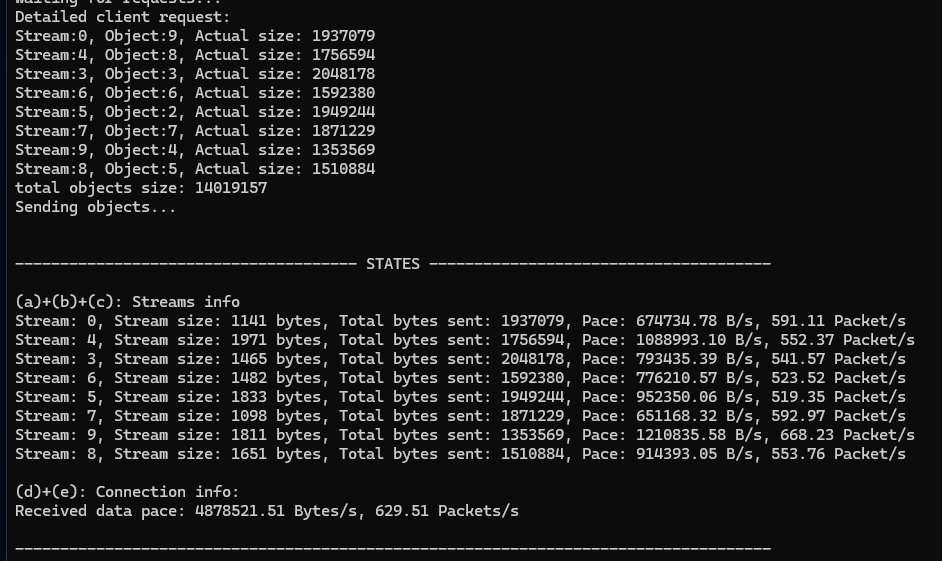 Waiting for requests...
Detailed client request:
Stream:0, Object:9, Actual size: 1937079
Stream:4, Object:8, Actual size: 1756594
Stream:3, Object:3, Actual size: 2048178
Stream:6, Object:6, Actual size: 1592380
Stream:5, Object:2, Actual size: 1949244
Stream:7, Object:7, Actual size: 1871229
Stream:9, Object:4, Actual size: 1353569
Stream:8, Object:5, Actual size: 1510884
total objects size: 14019157
Sending objects...
-------------------------------------- STATES --------------------------------------
(a)+(b)+(c): Streams info
Stream: 0, Stream size: 1141 bytes, Total bytes sent: 1937079, Pace: 674734.78 B/s, 591.11 Packet/s
Stream: 4, Stream size: 1971 bytes, Total bytes sent: 1756594, Pace: 1088993.10 B/s, 552.37 Packet/s
Stream: 3, Stream size: 1465 bytes, Total bytes sent: 2048178, Pace: 793435.39 B/s, 541.57 Packet/s
Stream: 6, Stream size: 1482 bytes, Total bytes sent: 1592380, Pace: 776210.57 B/s, 523.52 Packet/s
Stream: 5, Stream size: 1833 bytes, Total bytes sent: 1949244, Pace: 952350.06 B/s, 519.35 Packet/s
Stream: 7, Stream size: 1098 bytes, Total bytes sent: 1871229, Pace: 651168.32 B/s, 592.97 Packet/s
Stream: 9, Stream size: 1811 bytes, Total bytes sent: 1353569, Pace: 1210835.58 B/s, 668.23 Packet/s
Stream: 8, Stream size: 1651 bytes, Total bytes sent: 1510884, Pace: 914393.05 B/s, 553.76 Packet/s
(d)+(e): Connection info:
Received data pace: 4878521.51 Bytes/s, 629.51 Packets/s
------------------------------------------------------------------------------------